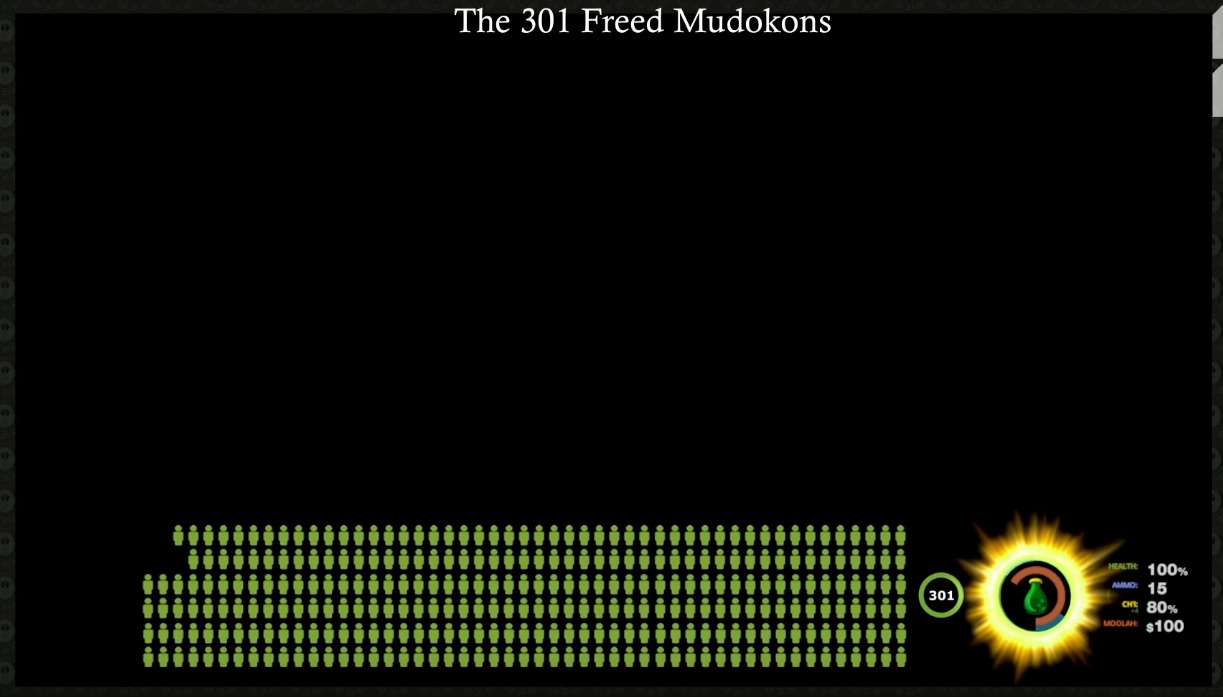 The 301 Freed Mudokons
301
HEALTH: 100%
AMMO: 15
CHI: 80%
MOOLAH: $100